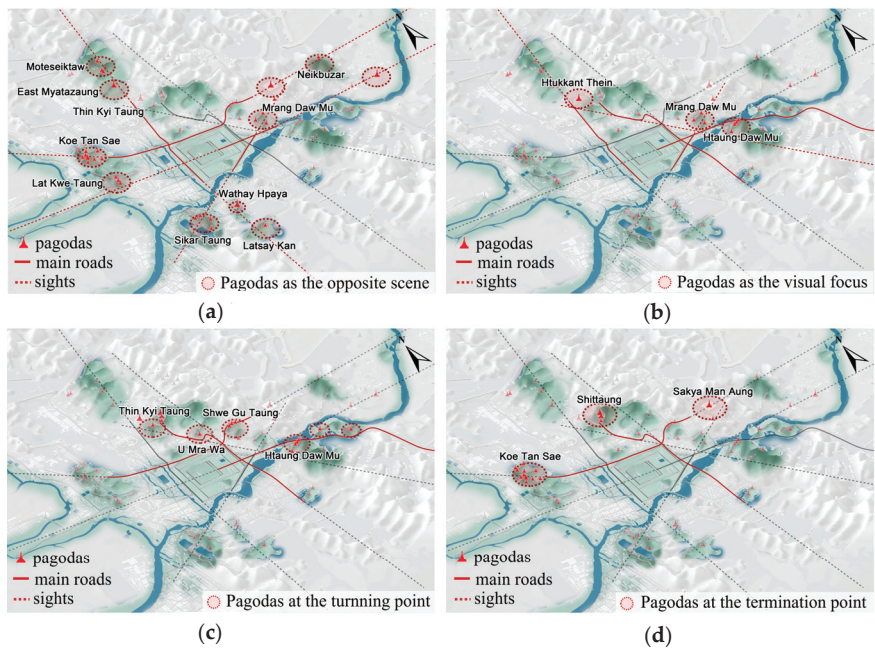 N
Moteseiktaw
Neikbuzar
East Myatazaung
Thin Kyi Taung
Mrang Daw Mu
Koe Tan Sae
Lat Kwe Taung
Wathay Hpaya
Sikar Taung
Latsay Kan
pagodas
main roads
sights
Pagodas as the opposite scene
(a)
N
Htukkant Thein
Mrang Daw Mu
Htaung Daw Mu
pagodas
main roads
sights
Pagodas as the visual focus
(b)
N
Thin Kyi Taung
Shwe Gu Taung
U Mra-Wa
Htaung Daw Mu
pagodas
main roads
sights
Pagodas at the turnning point
(c)
N
Shittaung
Sakya Man Aung
Koe Tan Sae
pagodas
main roads
sights
Pagodas at the termination point
(d)